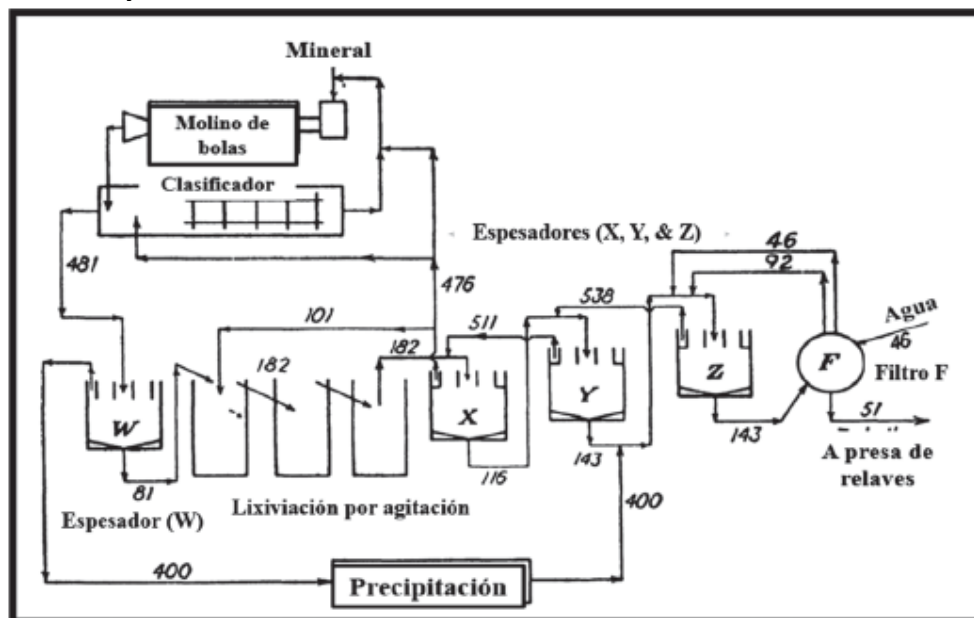 Mineral
Molino de
bolas
Clasificador
Espesadores (X, Y, & Z)
46
92
481
476
538
Agua
46
101
511
182
182
F
Filtro F
W
X
Y
Z
51
143
143
A presa de
relaves
81
116
Espesador (W)
Lixiviación por agitación
400
400
Precipitación